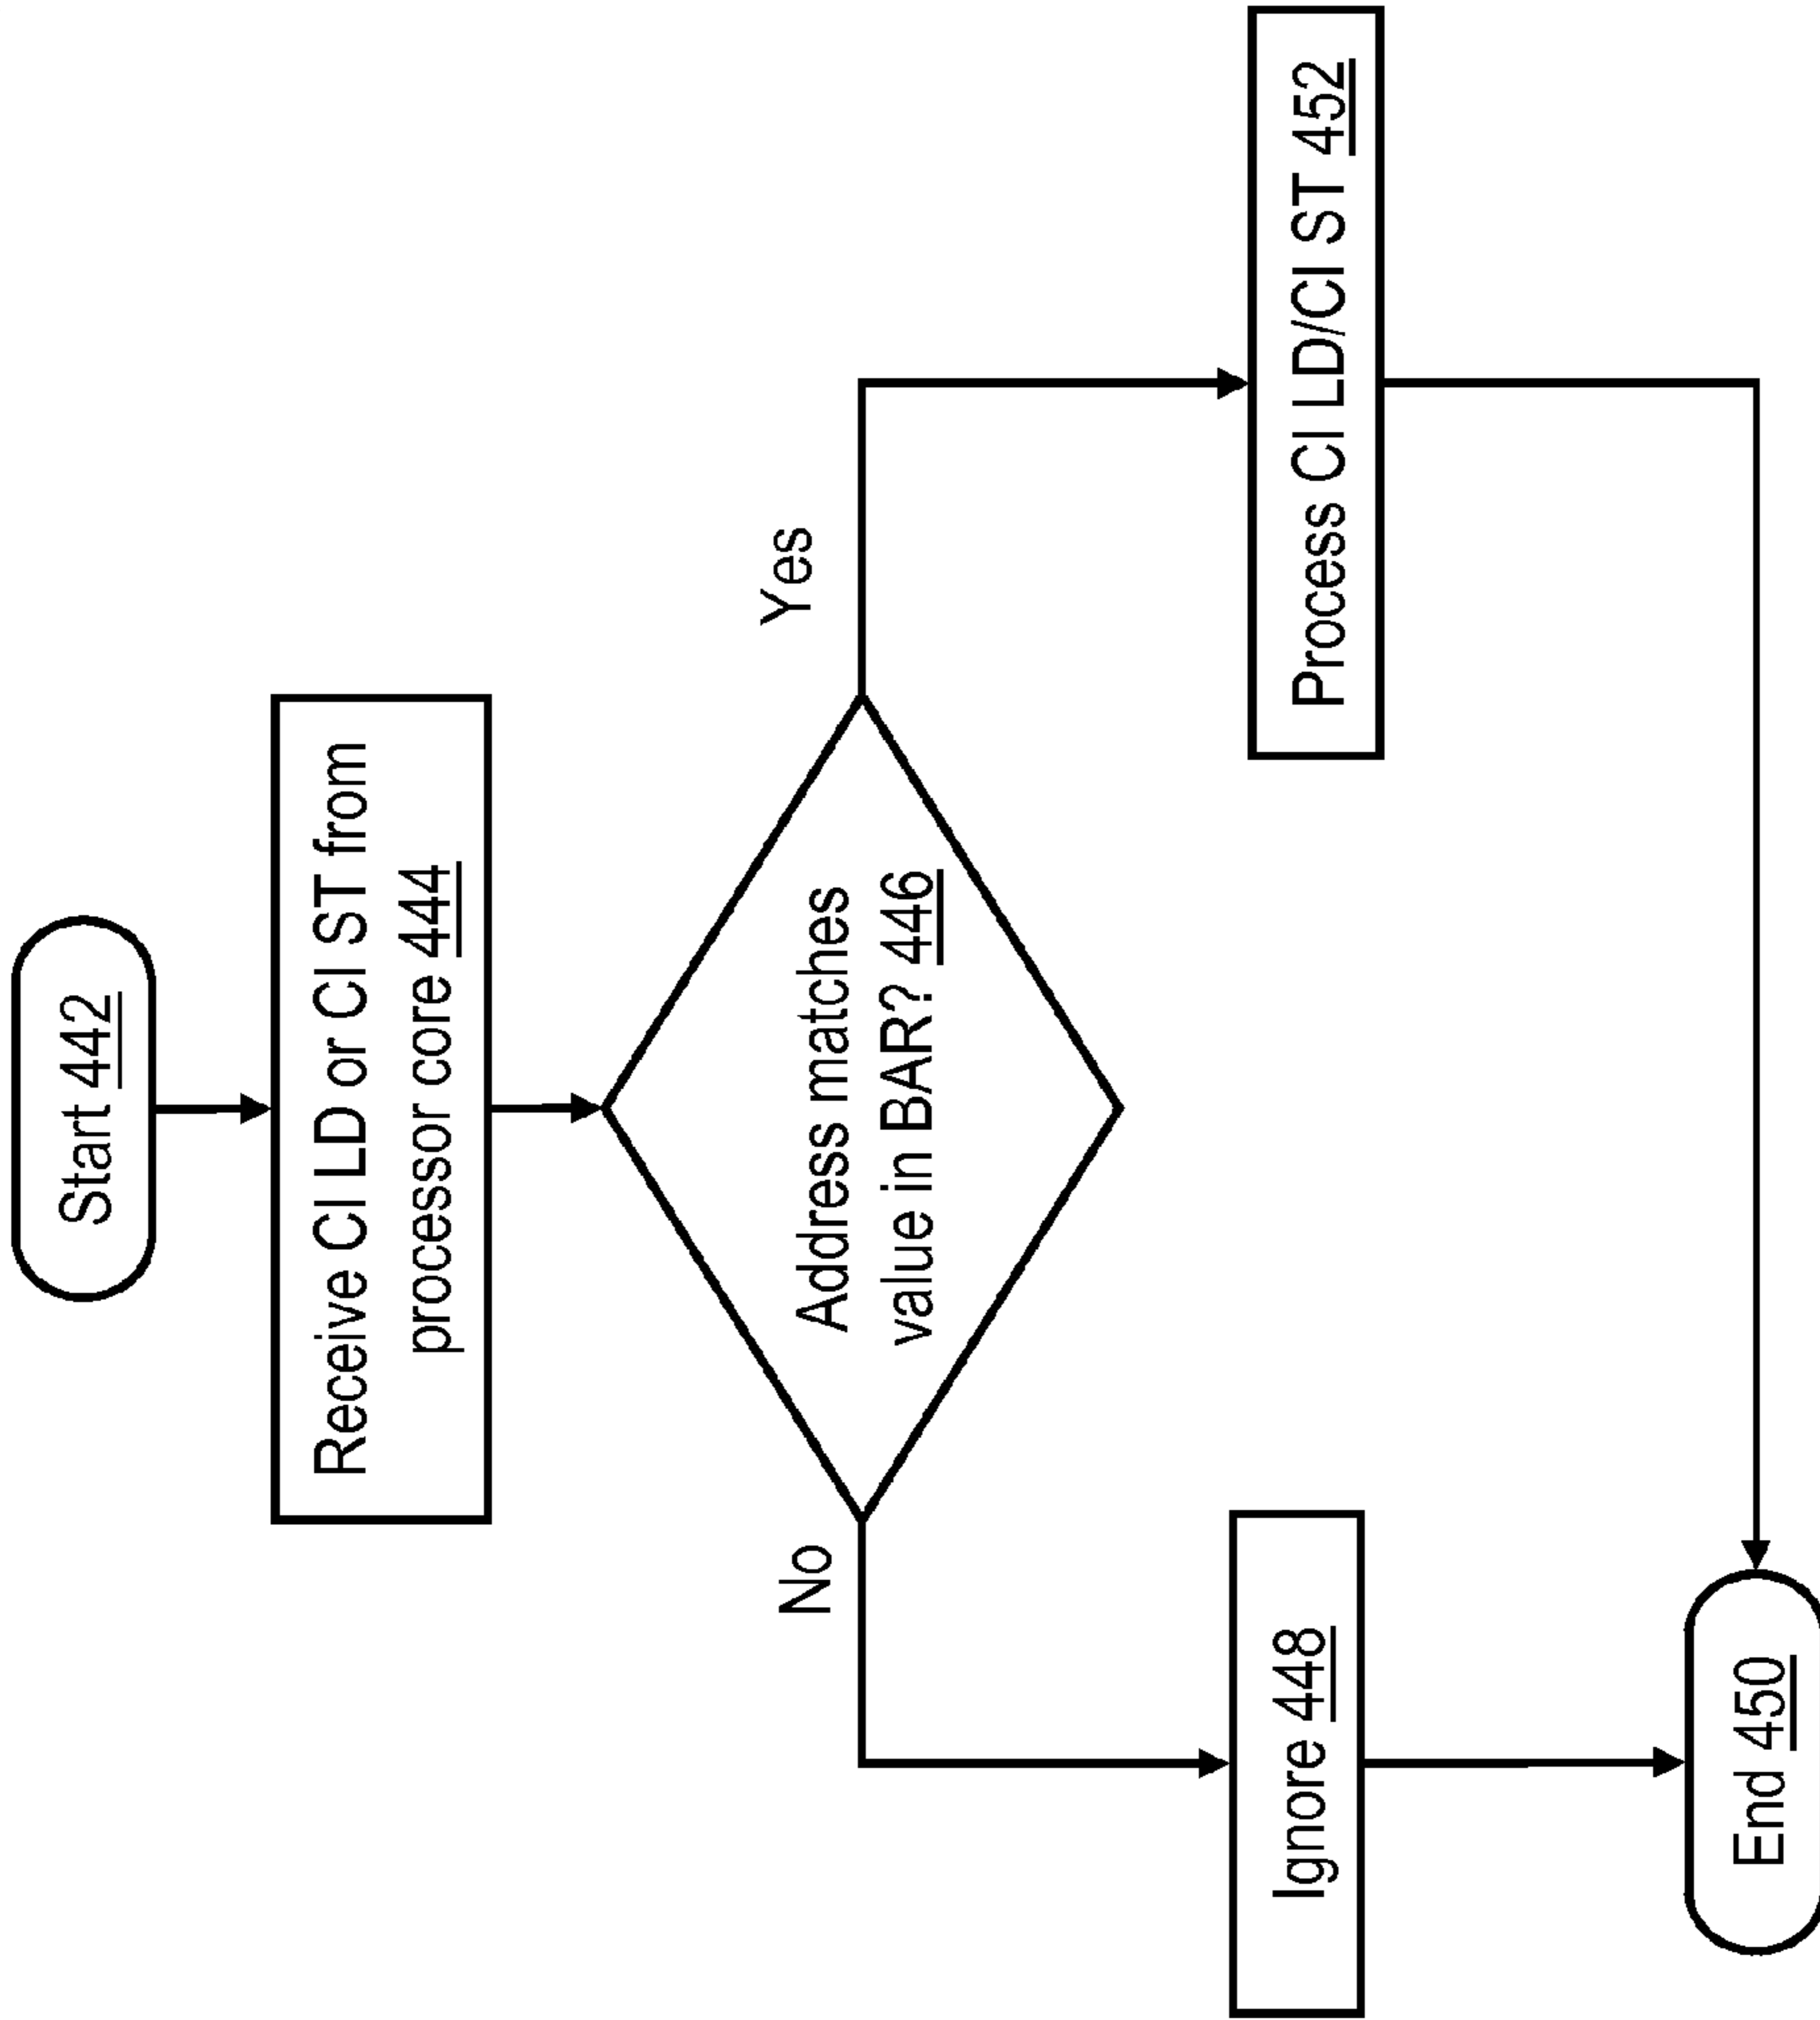 Start 442
Receive CI LD or CI ST from
processor core 444
Address matches
value in BAR? 446
No
Yes
Ignore 448
Process CI LD/CI ST 452
End 450